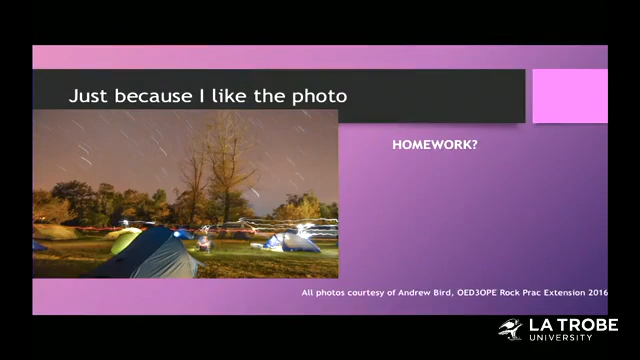 Just because I like the photo
HOMEWORK?
All photos courtesy of Andrew Bird, OED3OPE Rock Prac Extension 2016
LA TROBE
UNIVERSITY